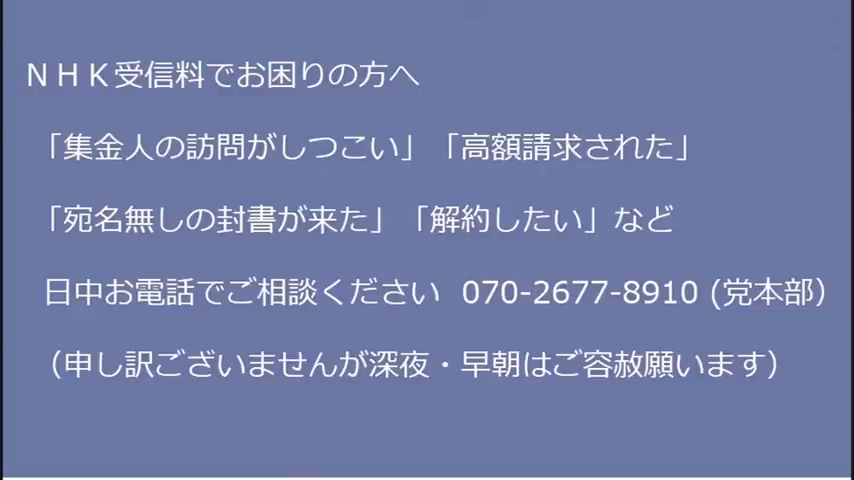 ＮＨＫ受信料でお困りの方へ
「集金人の訪問がしつこい」「高額請求された」
「宛名無しの封書が来た」「解約したい」など
日中お電話でご相談ください 070-2677-8910 (党本部）
（申し訳ございませんが深夜・早朝はご容赦願います）